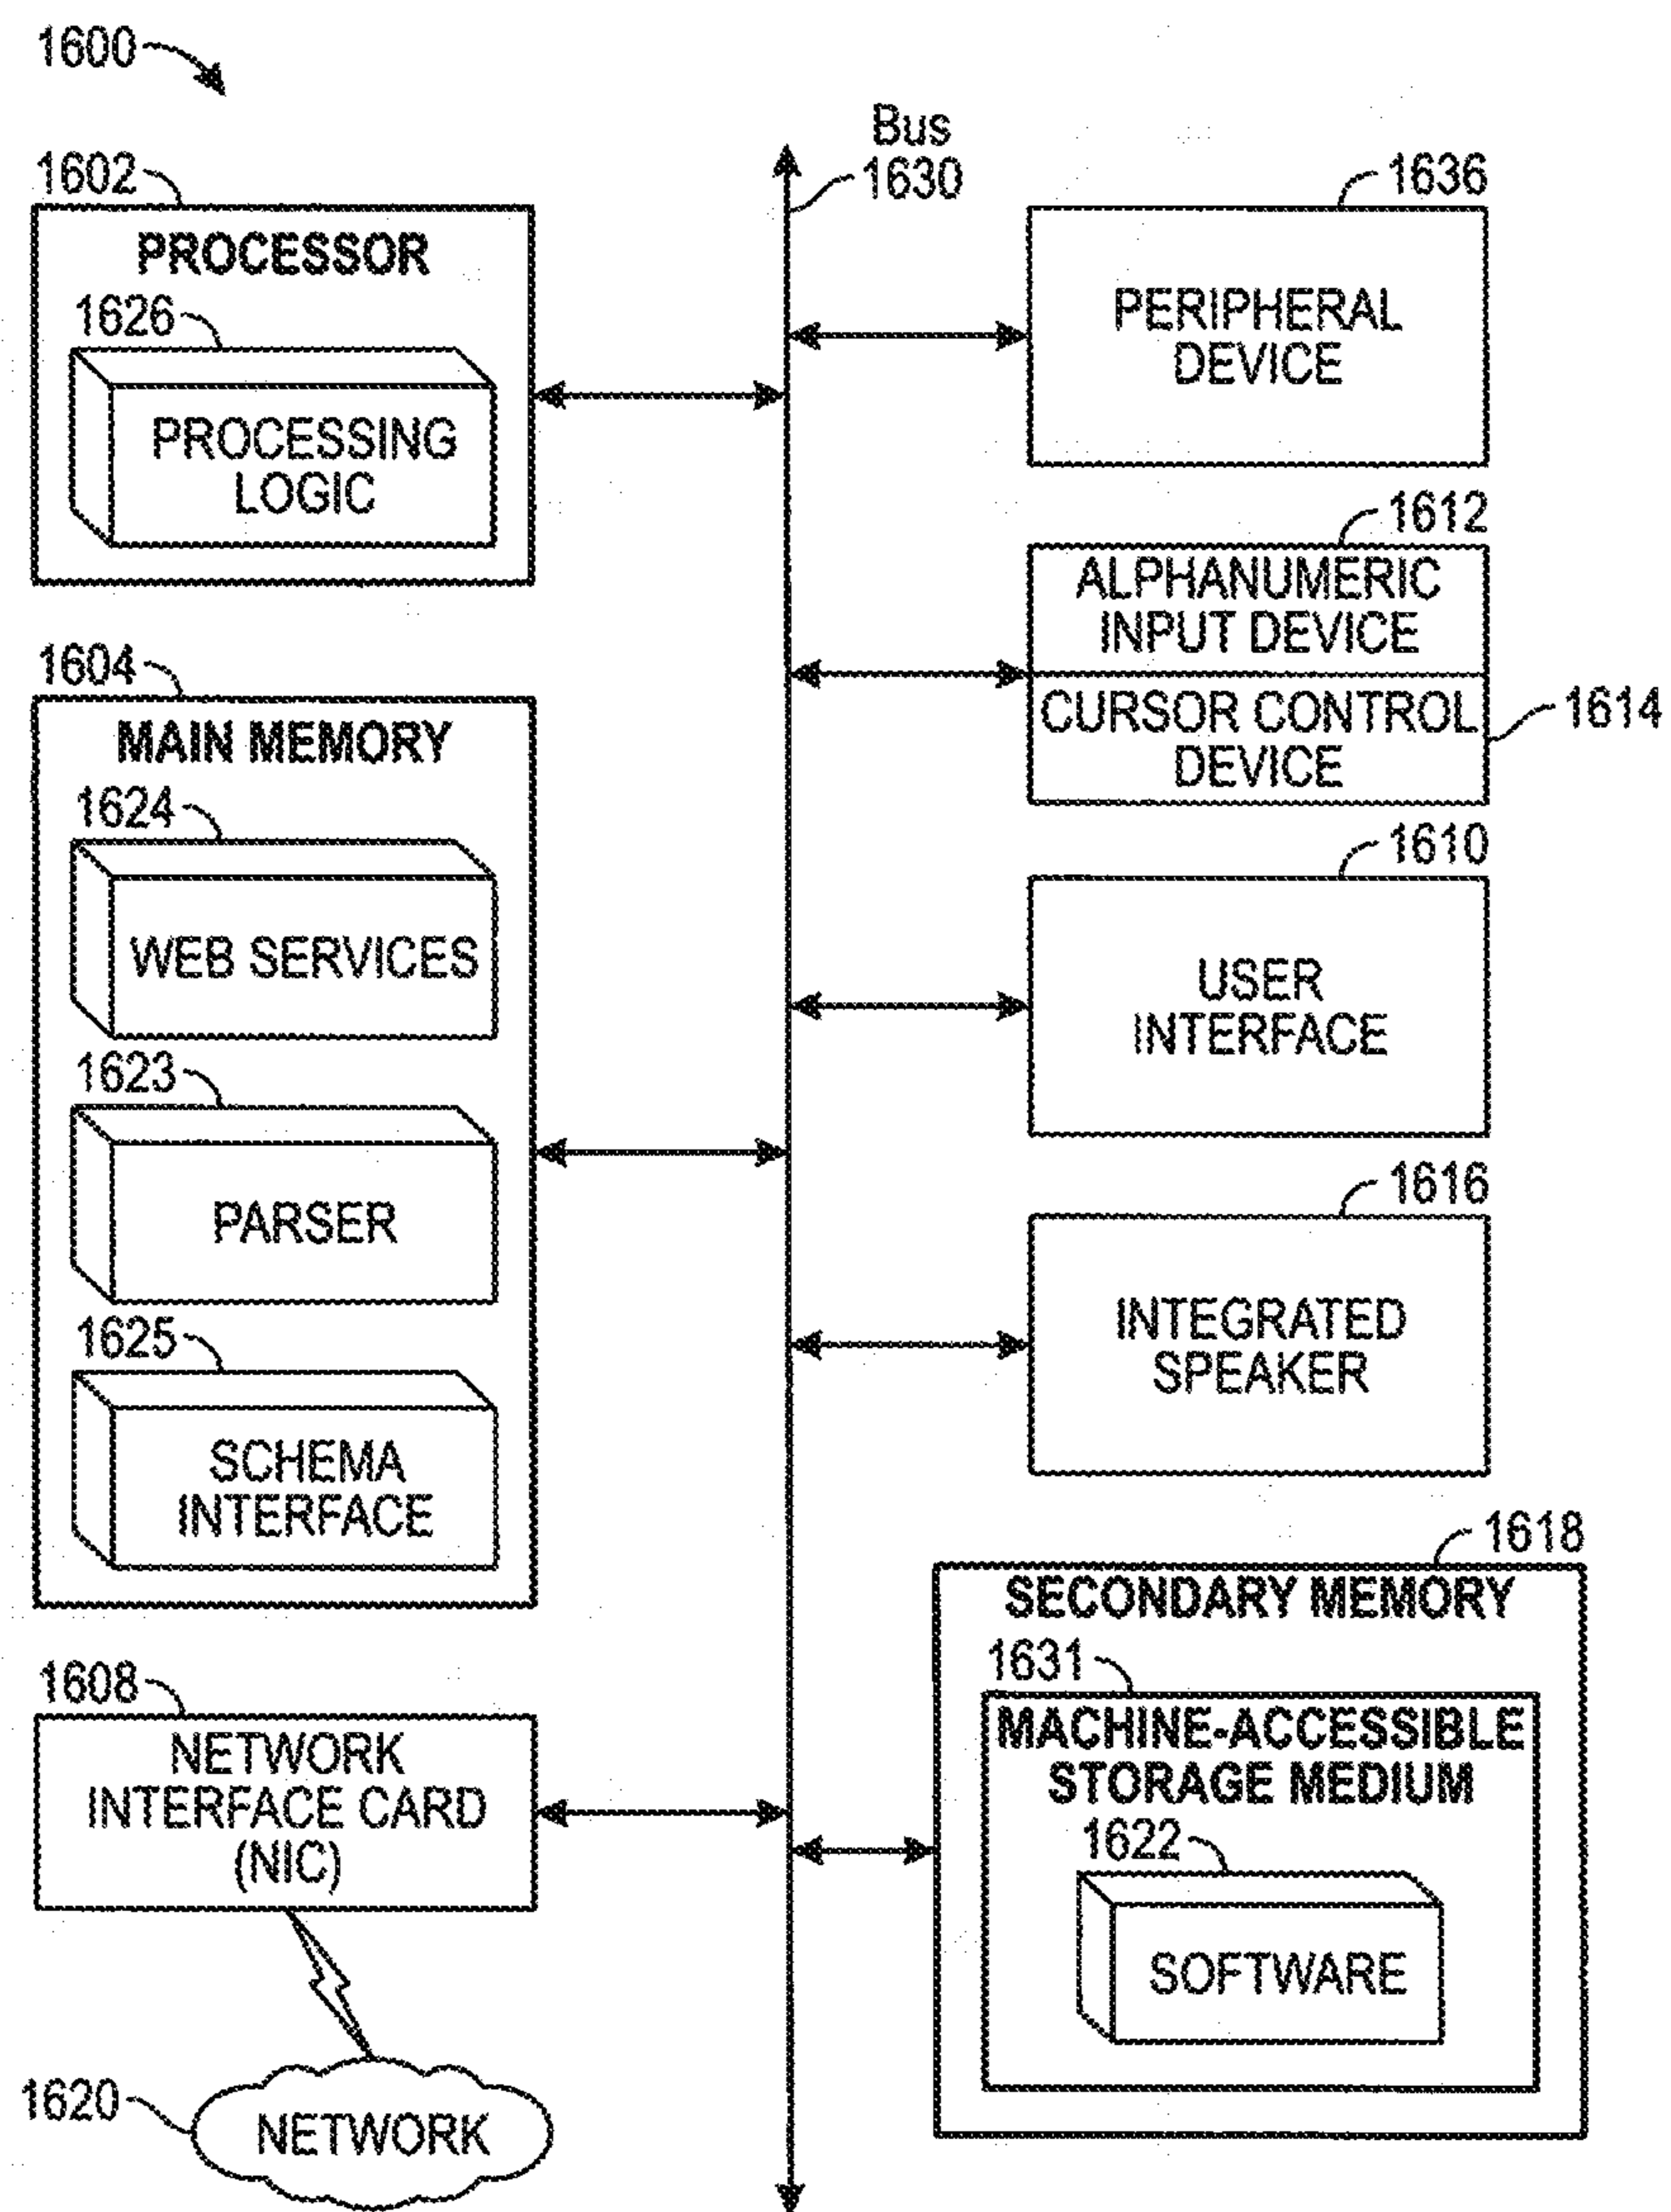 1600
Bus
1630
1602
PROCESSOR
1626
PROCESSING
LOGIC
1604
MAIN MEMORY
1624
WEB SERVICES
1623
PARSER
1625
SCHEMA
INTERFACE
1608
NETWORK
INTERFACE CARD
(NIC)
1620
NETWORK
1636
PERIPHERAL
DEVICE
1612
ALPHANUMERIC
INPUT DEVICE
CURSOR CONTROL
DEVICE
1614
1610
USER
INTERFACE
1616
INTEGRATED
SPEAKER
1618
SECONDARY MEMORY
1631
MACHINE-ACCESSIBLE
STORAGE MEDIUM
1622
SOFTWARE